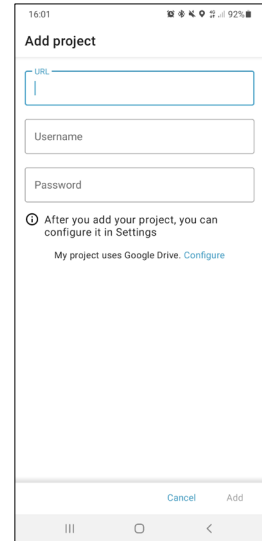 16:01 92%
Add project
URL
Username
Password
After you add your project, you can
configure it in Settings
My project uses Google Drive. Configure
Cancel Add